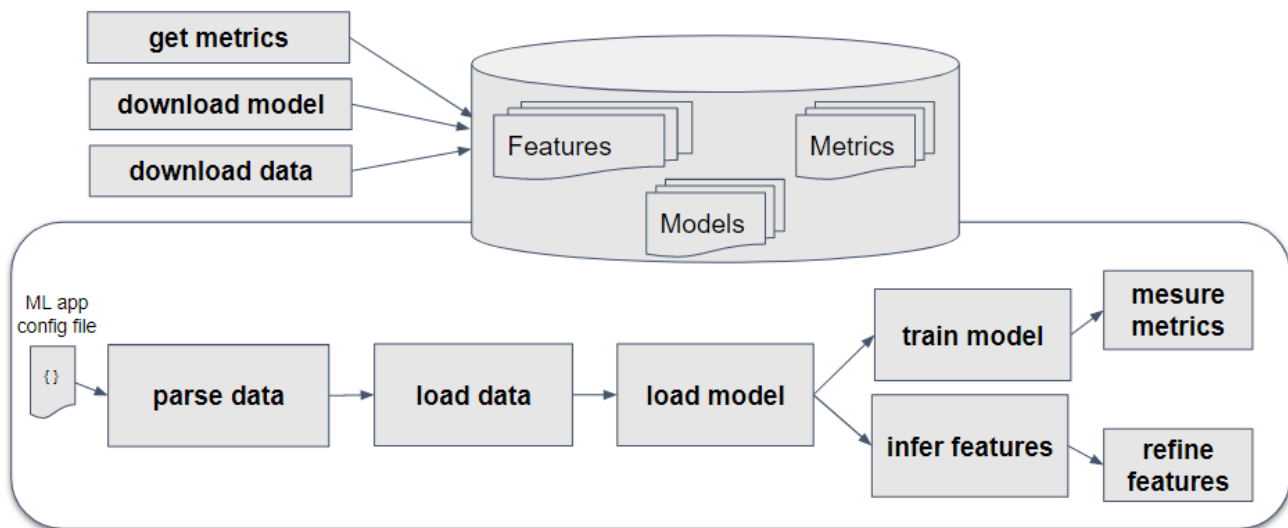 get metrics
download model
download data
Features
Metrics
Models
ML app
config file
{ }
parse data
load data
load model
train model
mesure
metrics
infer features
refine
features